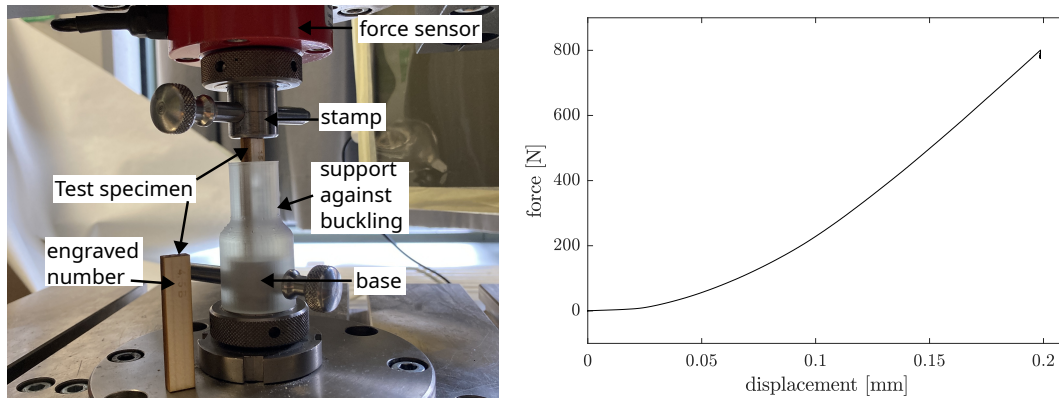 force sensor
stamp
Test specimen
support
against
buckling
engraved
number
base
800
600
400
200
0
force [N]
0
0.05
0.1
0.15
0.2
displacement [mm]